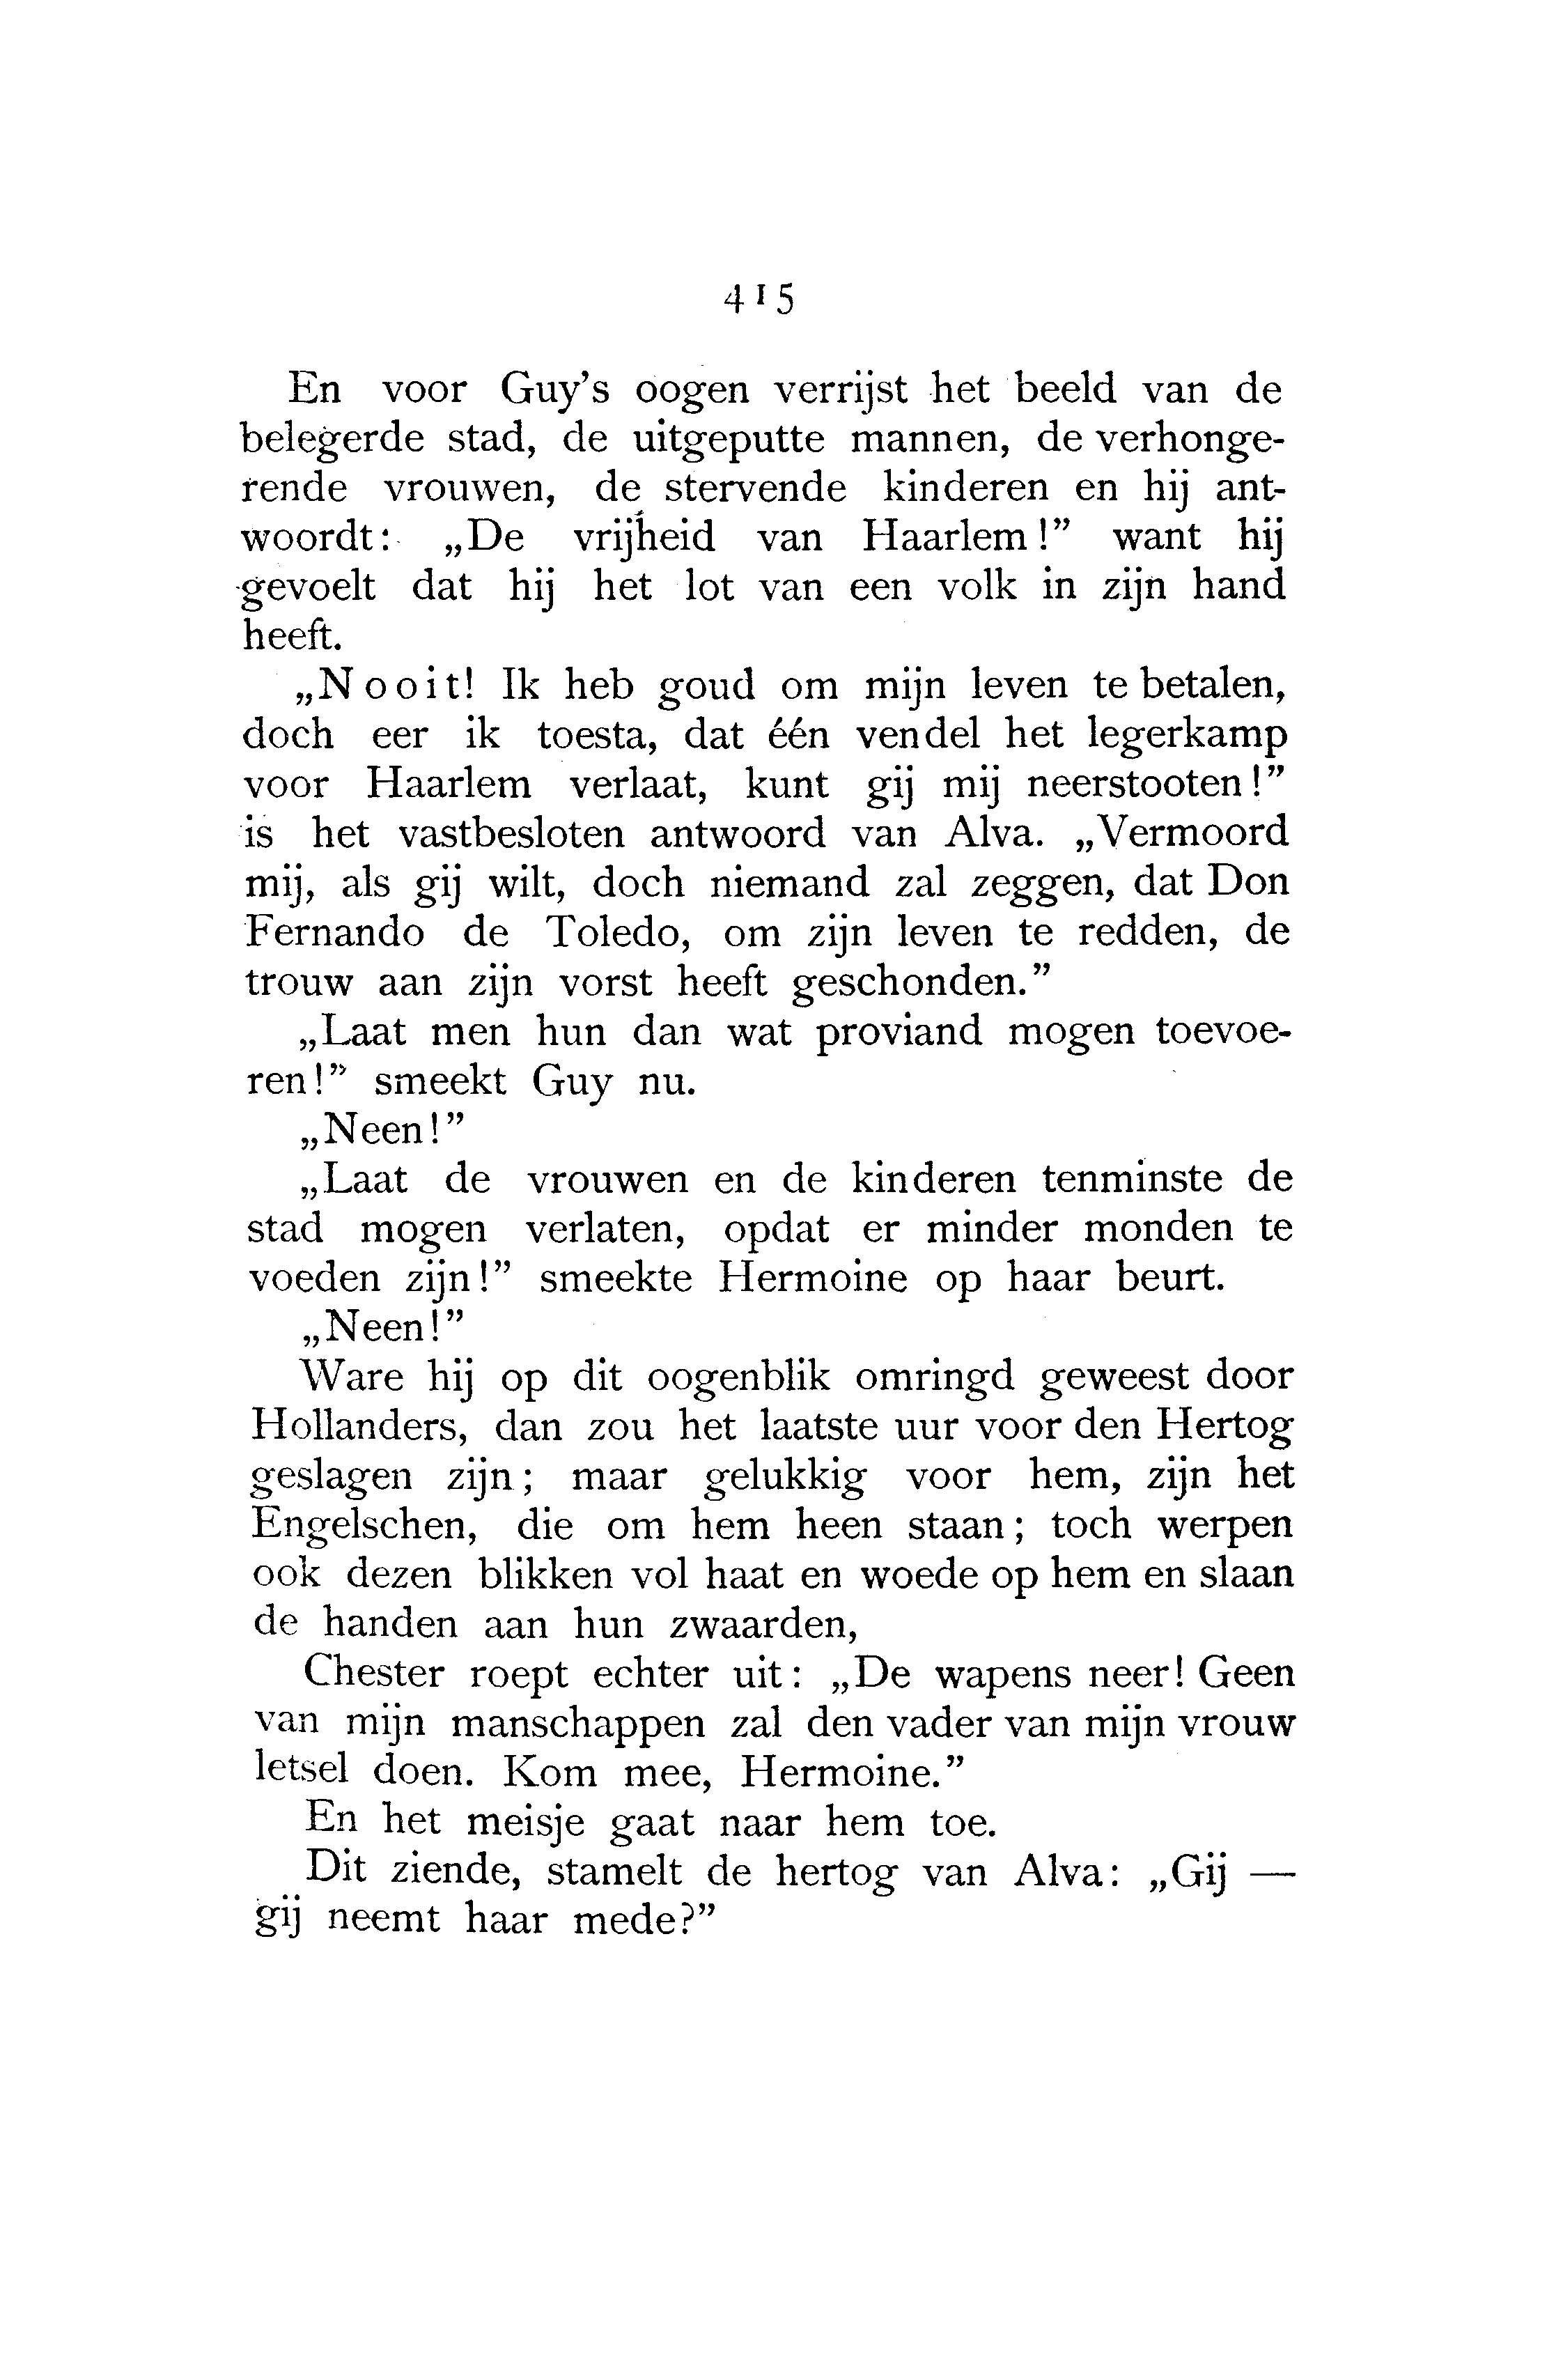 415
En voor Guy's oogen verrijst het beeld van de
belegerde stad, de uitgeputte mannen, de verhonge-
rende vrouwen, de stervende kinderen en hij ant-
woordt: „De vrijheid van Haarlem!” want hij
gevoelt dat hij het lot van een volk in zijn hand
heeft.
„Nooit! Ik heb goud om mijn leven te betalen,
doch eer ik toesta, dat één vendel het legerkamp
voor Haarlem verlaat, kunt gij mij neerstooten!”
is het vastbesloten antwoord van Alva. „Vermoord
mij, als gij wilt, doch niemand zal zeggen, dat Don
Fernando de Toledo, om zijn leven te redden, de
trouw aan zijn vorst heeft geschonden.”
„Laat men hun dan wat proviand mogen toevoe-
ren!” smeekt Guy nu.
„Neen!”
„Laat de vrouwen en de kinderen tenminste de
stad mogen verlaten, opdat er minder monden te
voeden zijn!” smeekte Hermoine op haar beurt.
„Neen!”
Ware hij op dit oogenblik omringd geweest door
Hollanders, dan zou het laatste uur voor den Hertog
geslagen zijn; maar gelukkig voor hem, zijn het
Engelschen, die om hem heen staan; toch werpen
ook dezen blikken vol haat en woede op hem en slaan
de handen aan hun zwaarden,
Chester roept echter uit: „De wapens neer! Geen
van mijn manschappen zal den vader van mijn vrouw
letsel doen. Kom mee, Hermoine.”
En het meisje gaat naar hem toe.
Dit ziende, stamelt de hertog van Alva: „Gij —
gij neemt haar mede?”